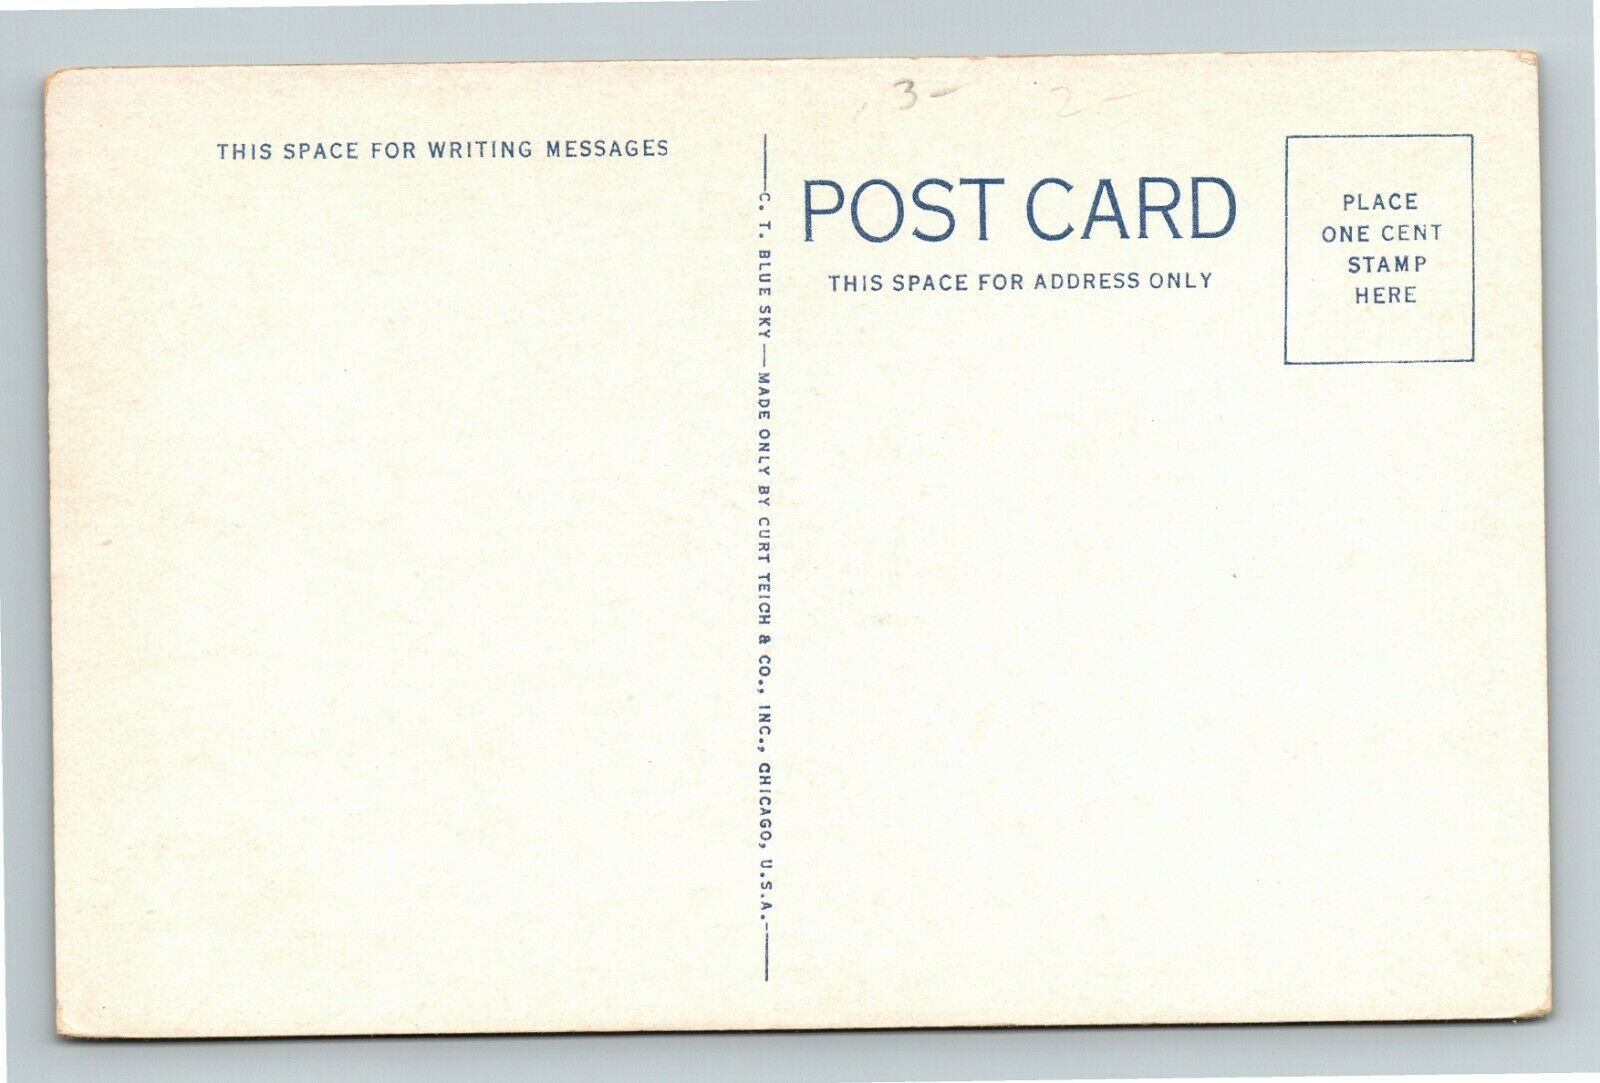 3- 2-
THIS SPACE FOR WRITING MESSAGES
C. T. BLUE SKY — MADE ONLY BY CURT TEICH & CO., INC., CHICAGO, U.S.A.
POST CARD
THIS SPACE FOR ADDRESS ONLY
PLACE
ONE CENT
STAMP
HERE